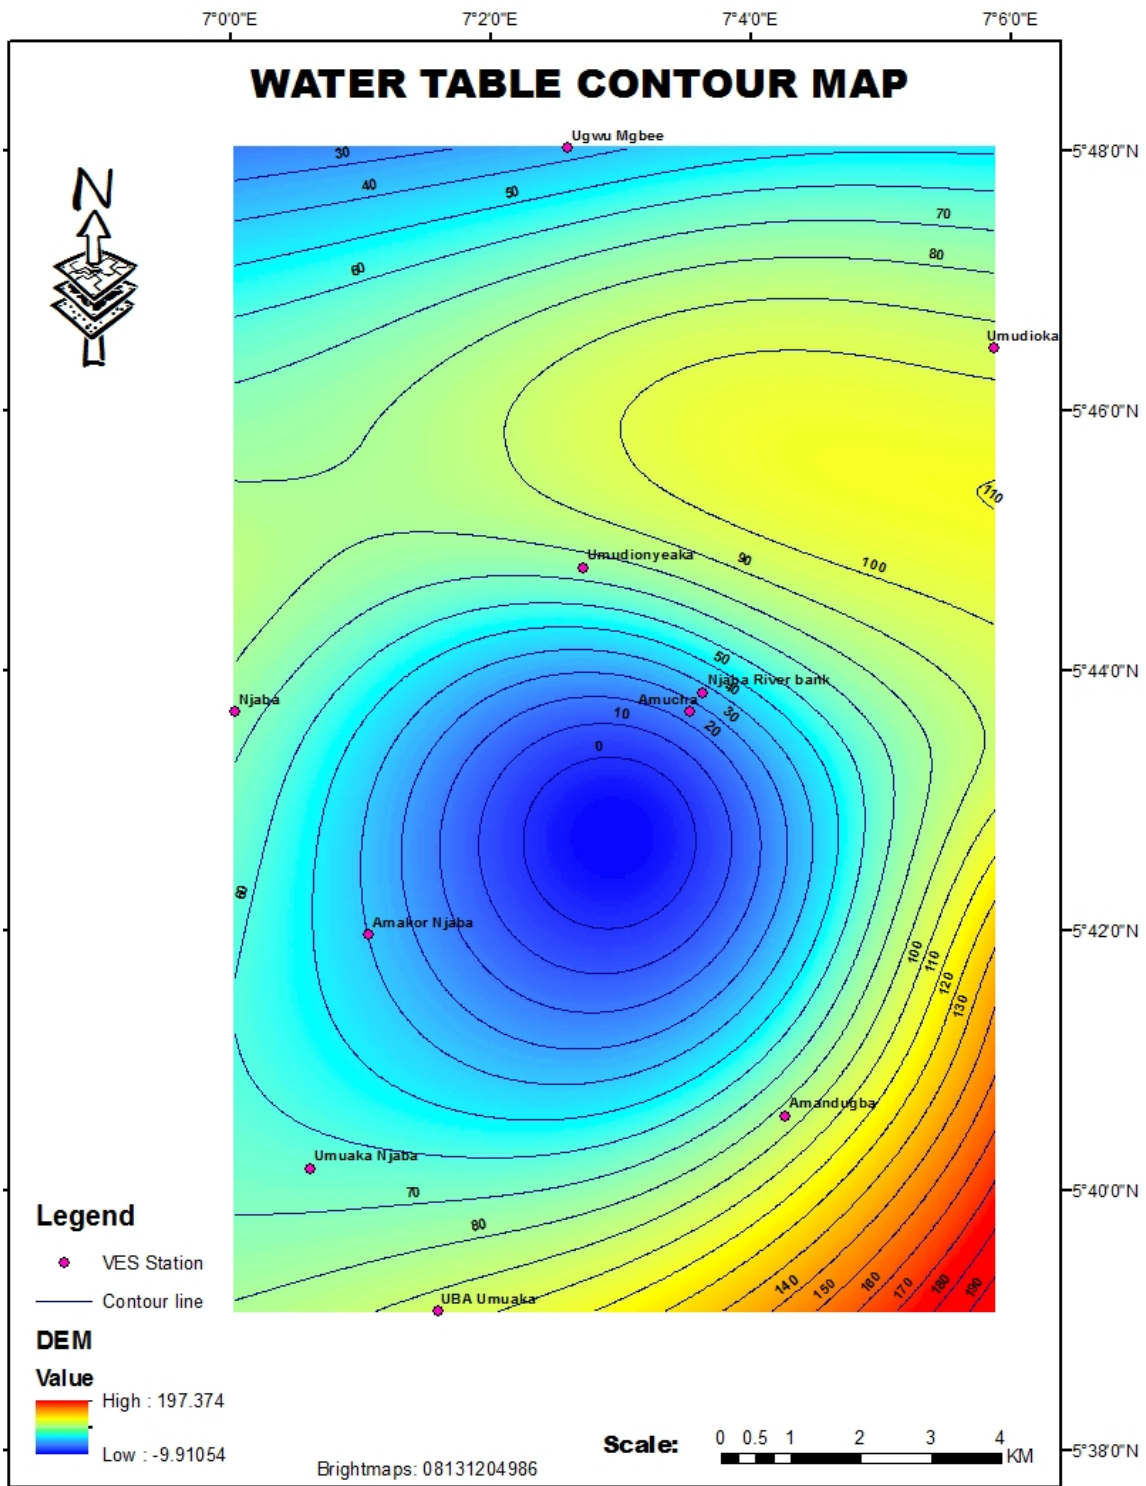 7°0'0"E 7°2'0"E 7°4'0"E 7°6'0"E
WATER TABLE CONTOUR MAP
Ugwu Mgbee
30
5°48'0"N
N
40
50
70
80
60
Umudioka
5°46'0"N
110
Umudionyeaka
90
100
50
5°44'0"N
Njaba River bank
40
Njaba
Amucha
10
30
20
0
60
Amakor Njaba
5°42'0"N
100
110
120
130
Amandugba
Umuaka Njaba
70
5°40'0"N
80
140
150
160
170
180
190
UBA Umuaka
Legend
VES Station
Contour line
DEM
Value
High : 197.374
Low : -9.91054
Scale:
0 0.5 1 2 3 4
KM
5°38'0"N
Brightmaps: 08131204986